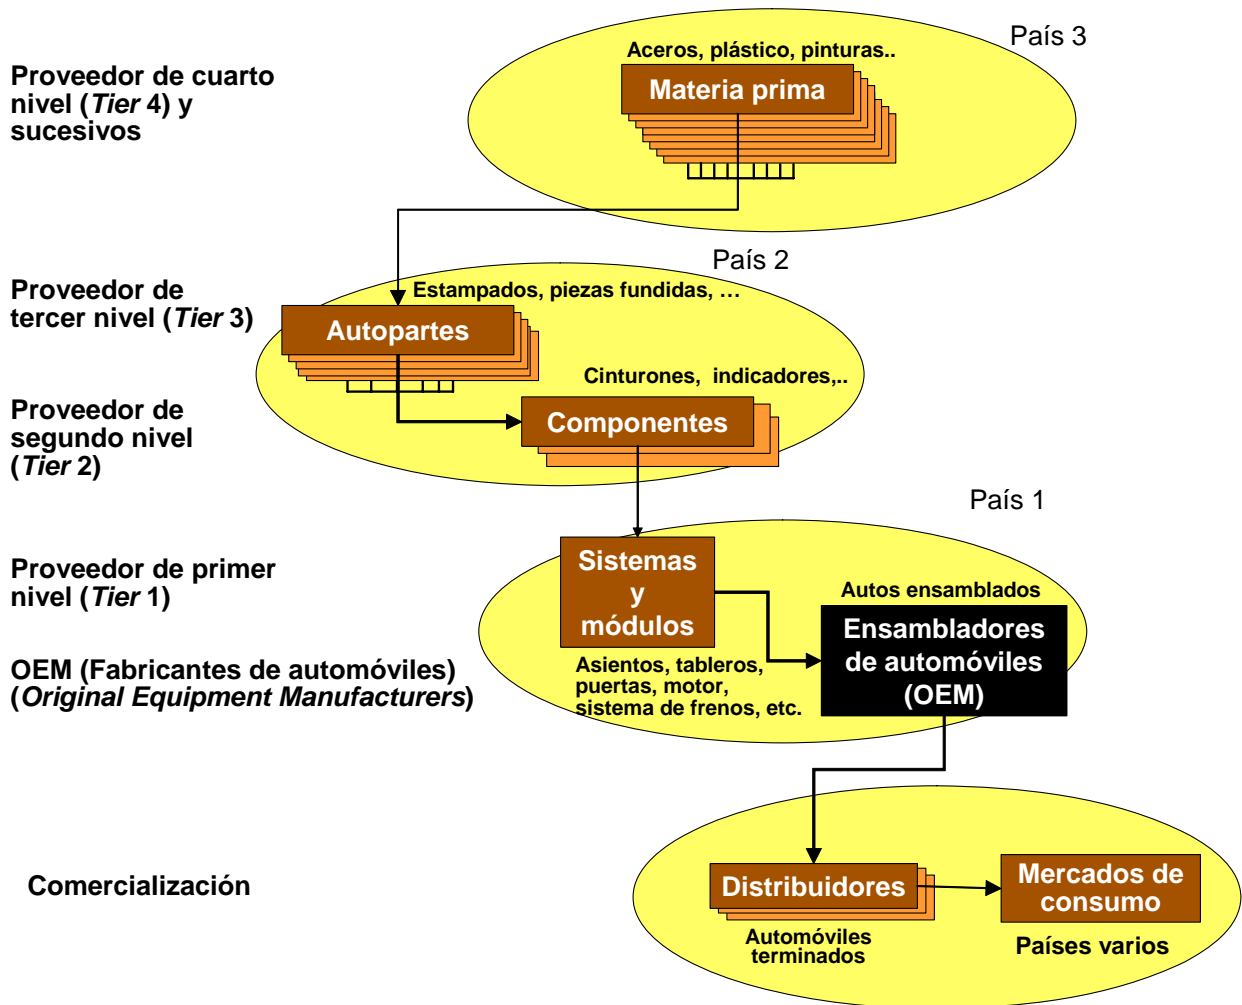 País 3
Aceros, plástico, pinturas..
Proveedor de cuarto
nivel (Tier 4) y
sucesivos
Materia prima
País 2
Proveedor de
tercer nivel (Tier 3)
Estampados, piezas fundidas, …
Autopartes
Cinturones, indicadores,..
Proveedor de
segundo nivel
(Tier 2)
Componentes
País 1
Proveedor de primer
nivel (Tier 1)
Sistemas
y
módulos
Autos ensamblados
Ensambladores
de automóviles
(OEM)
OEM (Fabricantes de automóviles)
(Original Equipment Manufacturers)
Asientos, tableros,
puertas, motor,
sistema de frenos, etc.
Comercialización
Distribuidores
Automóviles
terminados
Mercados de
consumo
Países varios